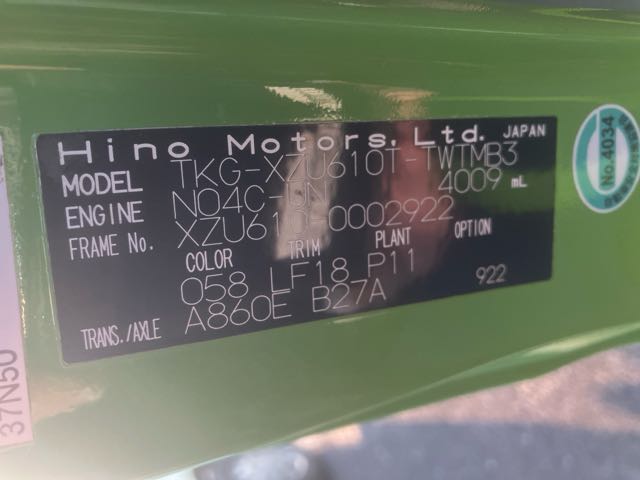 Hino Motors, Ltd. JAPAN
MODEL TKG-XZU610T-TWTMB3
ENGINE N04C-UN 4009 mL
FRAME No. XZU610-0002922
COLOR TRIM PLANT OPTION
058 LF18 P11
TRANS./AXLE A860E B27A 922
No.4034
37N50